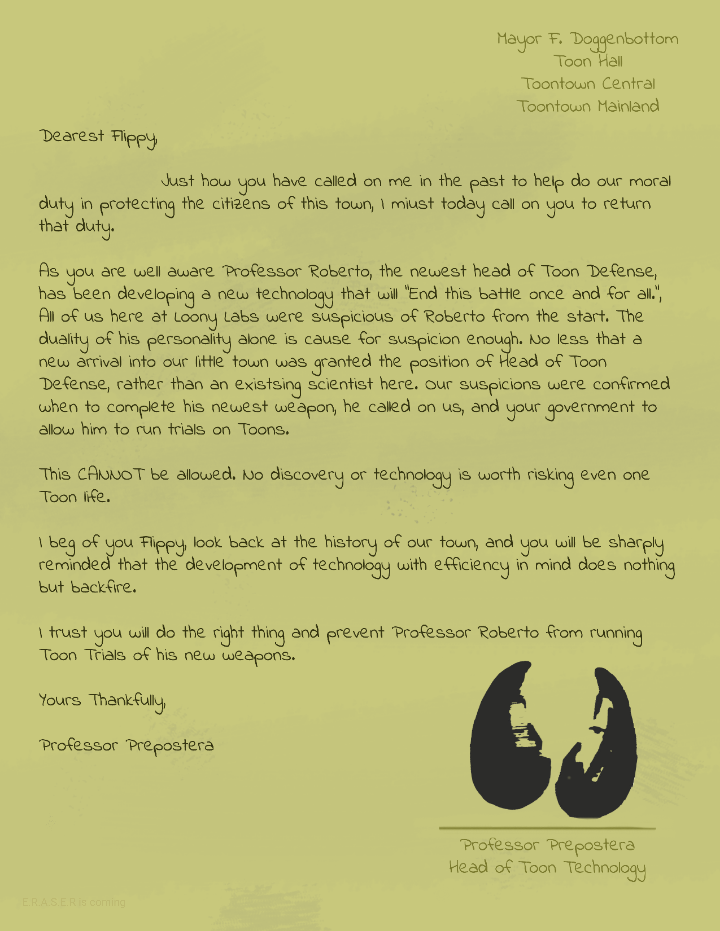 Mayor F. Doggenbottom
Toon Hall
Toontown Central
Toontown Mainland
Dearest Flippy,
Just how you have called on me in the past to help do our moral
duty in protecting the citizens of this town, I miust today call on you to return
that duty.
As you are well aware Professor Roberto, the newest head of Toon Defense,
has been developing a new technology that will "End this battle once and for all.",
All of us here at Loony Labs were suspicious of Roberto from the start. The
duality of his personality alone is cause for suspicion enough. No less that a
new arrival into our little town was granted the position of Head of Toon
Defense, rather than an existsing scientist here. Our suspicions were confirmed
when to complete his newest weapon, he called on us, and your government to
allow him to run trials on Toons.
This CANNOT be allowed. No discovery or technology is worth risking even one
Toon life.
I beg of you Flippy, look back at the history of our town, and you will be sharply
reminded that the development of technology with efficiency in mind does nothing
but backfire.
I trust you will do the right thing and prevent Professor Roberto from running
Toon Trials of his new weapons.
Yours Thankfully,
Professor Prepostera
Professor Prepostera
Head of Toon Technology
E.R.A.S.E.R is coming